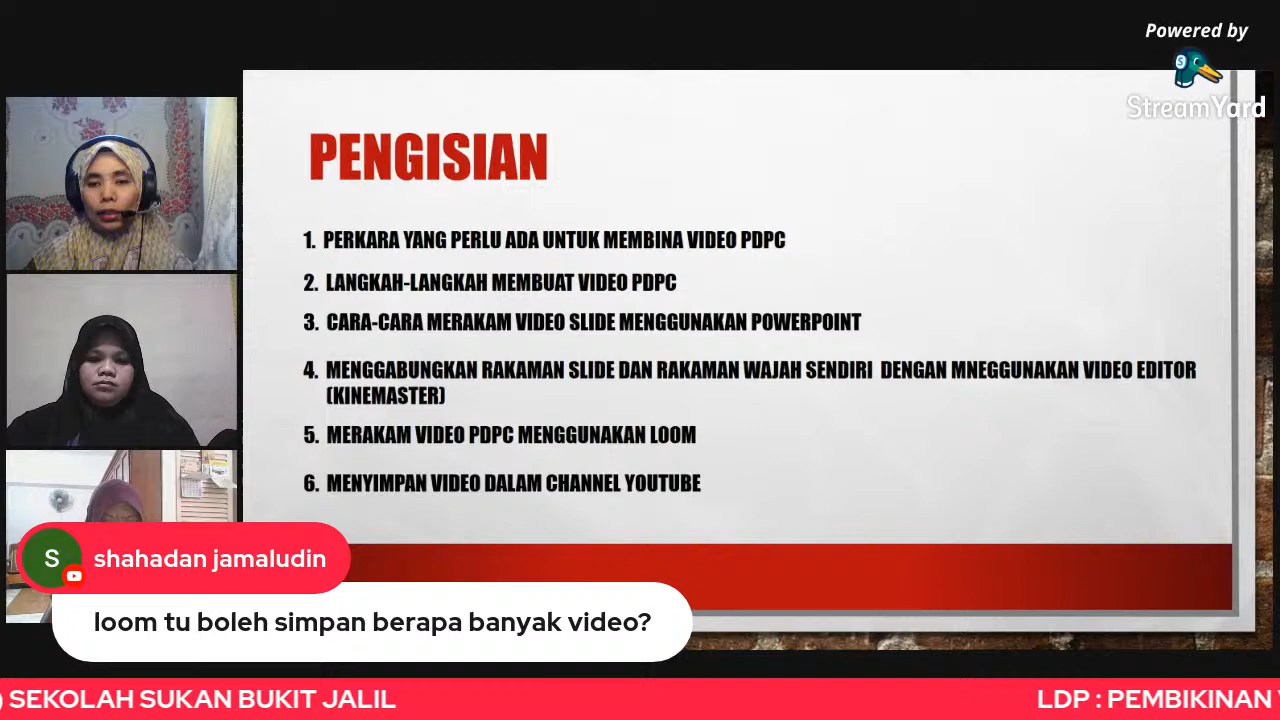 Powered by
StreamYard
PENGISIAN
1. PERKARA YANG PERLU ADA UNTUK MEMBINA VIDEO PDPC
2. LANGKAH-LANGKAH MEMBUAT VIDEO PDPC
3. CARA-CARA MERAKAM VIDEO SLIDE MENGGUNAKAN POWERPOINT
4. MENGGABUNGKAN RAKAMAN SLIDE DAN RAKAMAN WAJAH SENDIRI DENGAN MNEGGUNAKAN VIDEO EDITOR
(KINEMASTER)
5. MERAKAM VIDEO PDPC MENGGUNAKAN LOOM
6. MENYIMPAN VIDEO DALAM CHANNEL YOUTUBE
S
shahadan jamaludin
loom tu boleh simpan berapa banyak video?
) SEKOLAH SUKAN BUKIT JALIL
LDP : PEMBIKINAN